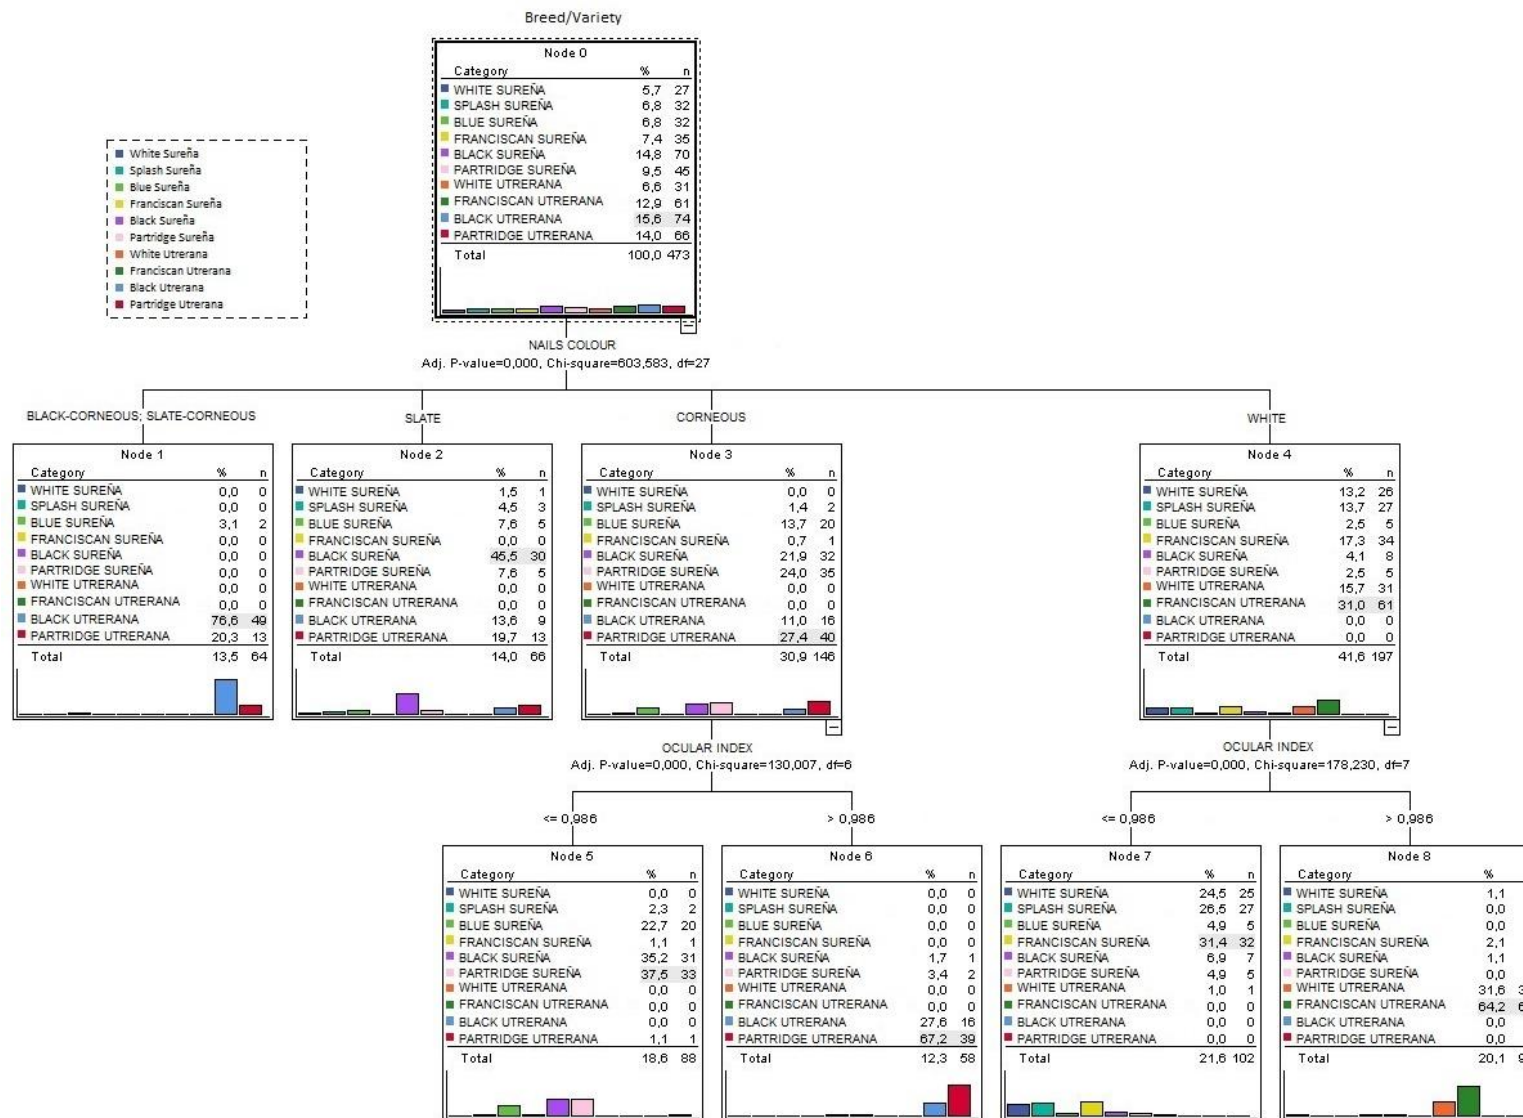 Breed/Variety
Node 0
Category % n
WHITE SUREÑA 5,7 27
SPLASH SUREÑA 6,8 32
BLUE SUREÑA 6,8 32
FRANCISCAN SUREÑA 7,4 35
BLACK SUREÑA 14,8 70
PARTRIDGE SUREÑA 9,5 45
WHITE UTRERANA 6,6 31
FRANCISCAN UTRERANA 12,9 61
BLACK UTRERANA 15,6 74
PARTRIDGE UTRERANA 14,0 66
Total 100,0 473
White Sureña
Splash Sureña
Blue Sureña
Franciscan Sureña
Black Sureña
Partridge Sureña
White Utrerana
Franciscan Utrerana
Black Utrerana
Partridge Utrerana
NAILS COLOUR
Adj. P-value=0,000, Chi-square=603,583, df=27
BLACK-CORNEOUS; SLATE-CORNEOUS
SLATE
CORNEOUS
WHITE
Node 1
Category % n
WHITE SUREÑA 0,0 0
SPLASH SUREÑA 0,0 0
BLUE SUREÑA 3,1 2
FRANCISCAN SUREÑA 0,0 0
BLACK SUREÑA 0,0 0
PARTRIDGE SUREÑA 0,0 0
WHITE UTRERANA 0,0 0
FRANCISCAN UTRERANA 0,0 0
BLACK UTRERANA 76,6 49
PARTRIDGE UTRERANA 20,3 13
Total 13,5 64
Node 2
Category % n
WHITE SUREÑA 1,5 1
SPLASH SUREÑA 4,5 3
BLUE SUREÑA 7,6 5
FRANCISCAN SUREÑA 0,0 0
BLACK SUREÑA 45,5 30
PARTRIDGE SUREÑA 7,6 5
WHITE UTRERANA 0,0 0
FRANCISCAN UTRERANA 0,0 0
BLACK UTRERANA 13,6 9
PARTRIDGE UTRERANA 19,7 13
Total 14,0 66
Node 3
Category % n
WHITE SUREÑA 0,0 0
SPLASH SUREÑA 1,4 2
BLUE SUREÑA 13,7 20
FRANCISCAN SUREÑA 0,7 1
BLACK SUREÑA 21,9 32
PARTRIDGE SUREÑA 24,0 35
WHITE UTRERANA 0,0 0
FRANCISCAN UTRERANA 0,0 0
BLACK UTRERANA 11,0 16
PARTRIDGE UTRERANA 27,4 40
Total 30,9 146
Node 4
Category % n
WHITE SUREÑA 13,2 26
SPLASH SUREÑA 13,7 27
BLUE SUREÑA 2,5 5
FRANCISCAN SUREÑA 17,3 34
BLACK SUREÑA 4,1 8
PARTRIDGE SUREÑA 2,5 5
WHITE UTRERANA 15,7 31
FRANCISCAN UTRERANA 31,0 61
BLACK UTRERANA 0,0 0
PARTRIDGE UTRERANA 0,0 0
Total 41,6 197
OCULAR INDEX
Adj. P-value=0,000, Chi-square=130,007, df=6
OCULAR INDEX
Adj. P-value=0,000, Chi-square=178,230, df=7
<= 0,986
> 0,986
<= 0,986
> 0,986
Node 5
Category % n
WHITE SUREÑA 0,0 0
SPLASH SUREÑA 2,3 2
BLUE SUREÑA 22,7 20
FRANCISCAN SUREÑA 1,1 1
BLACK SUREÑA 35,2 31
PARTRIDGE SUREÑA 37,5 33
WHITE UTRERANA 0,0 0
FRANCISCAN UTRERANA 0,0 0
BLACK UTRERANA 0,0 0
PARTRIDGE UTRERANA 1,1 1
Total 18,6 88
Node 6
Category % n
WHITE SUREÑA 0,0 0
SPLASH SUREÑA 0,0 0
BLUE SUREÑA 0,0 0
FRANCISCAN SUREÑA 0,0 0
BLACK SUREÑA 1,7 1
PARTRIDGE SUREÑA 3,4 2
WHITE UTRERANA 0,0 0
FRANCISCAN UTRERANA 0,0 0
BLACK UTRERANA 27,6 16
PARTRIDGE UTRERANA 67,2 39
Total 12,3 58
Node 7
Category % n
WHITE SUREÑA 24,5 25
SPLASH SUREÑA 26,5 27
BLUE SUREÑA 4,9 5
FRANCISCAN SUREÑA 31,4 32
BLACK SUREÑA 6,9 7
PARTRIDGE SUREÑA 4,9 5
WHITE UTRERANA 1,0 1
FRANCISCAN UTRERANA 0,0 0
BLACK UTRERANA 0,0 0
PARTRIDGE UTRERANA 0,0 0
Total 21,6 102
Node 8
Category %
WHITE SUREÑA 1,1
SPLASH SUREÑA 0,0
BLUE SUREÑA 0,0
FRANCISCAN SUREÑA 2,1
BLACK SUREÑA 1,1
PARTRIDGE SUREÑA 0,0
WHITE UTRERANA 31,6
FRANCISCAN UTRERANA 64,2
BLACK UTRERANA 0,0
PARTRIDGE UTRERANA 0,0
Total 20,1